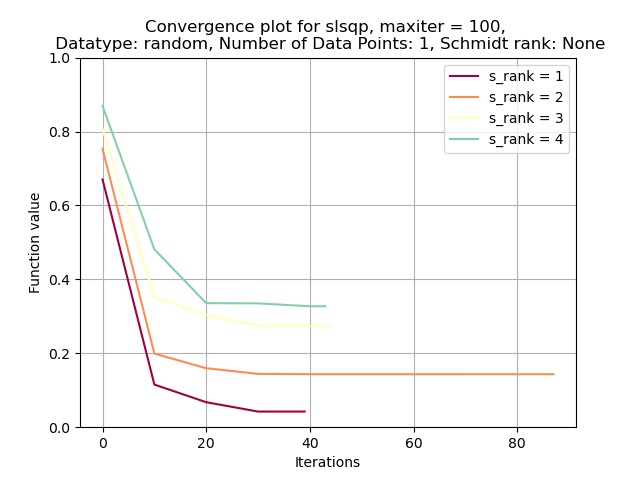 Convergence plot for slsqp, maxiter = 100,
Datatype: random, Number of Data Points: 1, Schmidt rank: None
s_rank = 1
s_rank = 2
s_rank = 3
s_rank = 4
Function value
1.0
0.8
0.6
0.4
0.2
0.0
0 20 40 60 80
Iterations